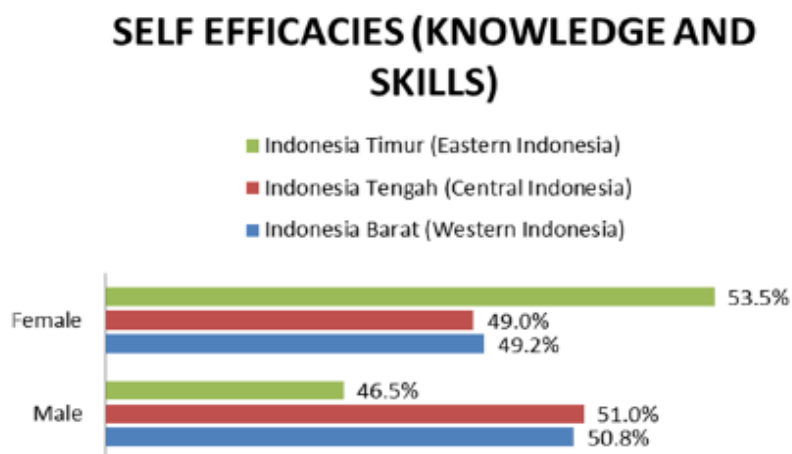 SELF EFFICACIES (KNOWLEDGE AND
SKILLS)
Indonesia Timur (Eastern Indonesia)
Indonesia Tengah (Central Indonesia)
Indonesia Barat (Western Indonesia)
Female
53.5%
49.0%
49.2%
Male
46.5%
51.0%
50.8%